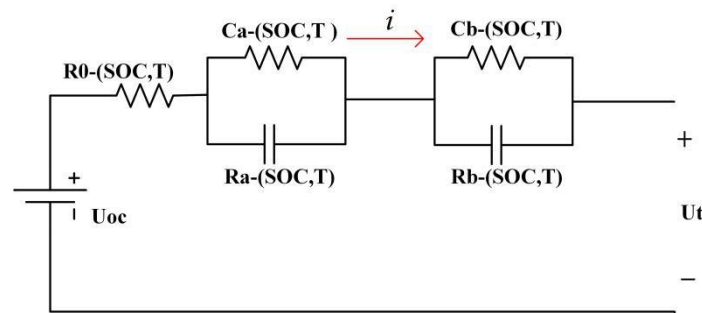 Ca-(SOC,T )
i
Cb-(SOC,T)
R0-(SOC,T)
Ra-(SOC,T)
Rb-(SOC,T)
+
+
Uoc
Ut